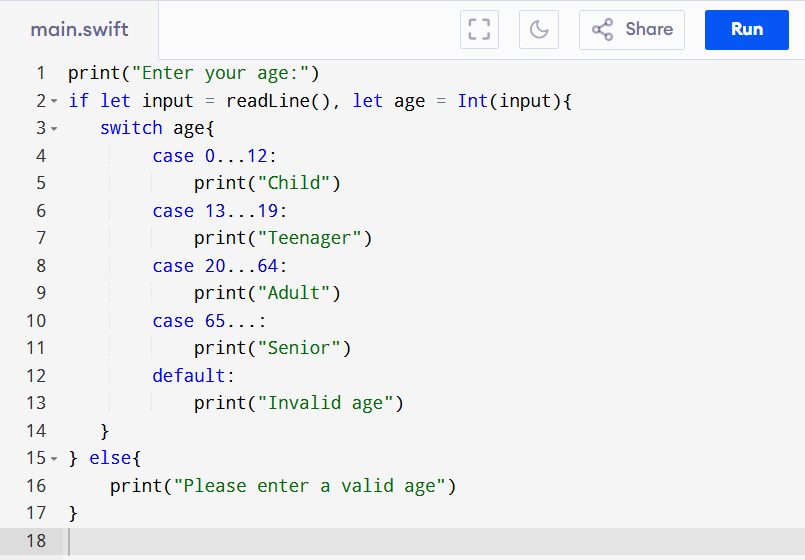 main.swift
Share
Run
1 print("Enter your age:")
2 if let input = readLine(), let age = Int(input){
3    switch age{
4         case 0...12:
5             print("Child")
6         case 13...19:
7             print("Teenager")
8         case 20...64:
9             print("Adult")
10         case 65...:
11             print("Senior")
12         default:
13             print("Invalid age")
14    }
15 } else{
16     print("Please enter a valid age")
17 }
18